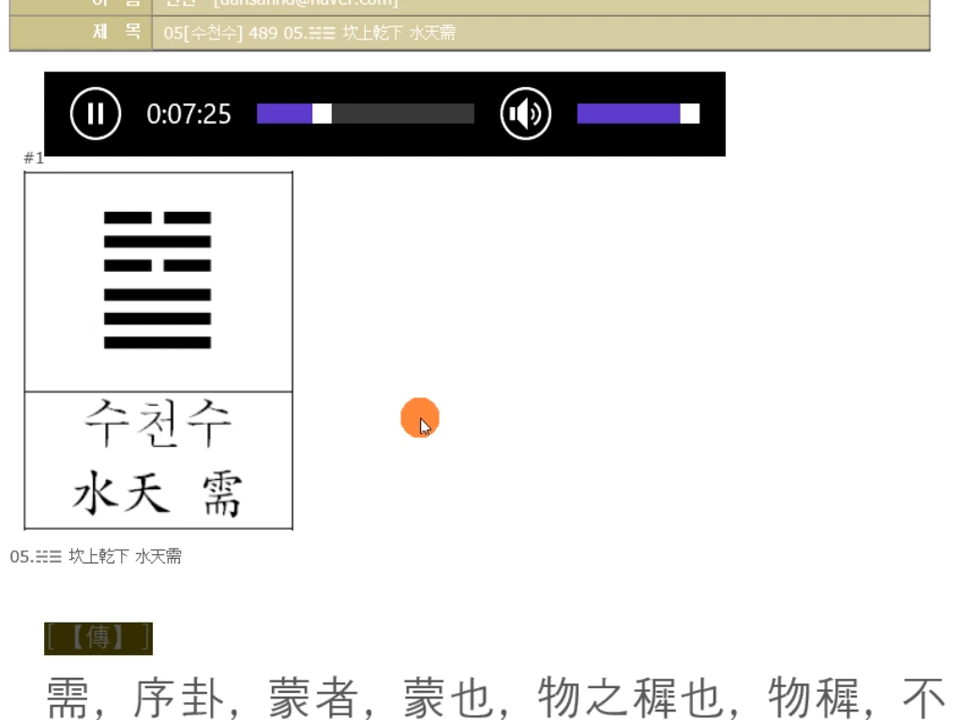 제 목 05[수천수] 489 05.☵☰ 坎上乾下 水天需
0:07:25
#1
수천수
水天 需
05.☵☰ 坎上乾下 水天需
[ 【傳】 ]
需, 序卦, 蒙者, 蒙也, 物之穉也, 物穉, 不